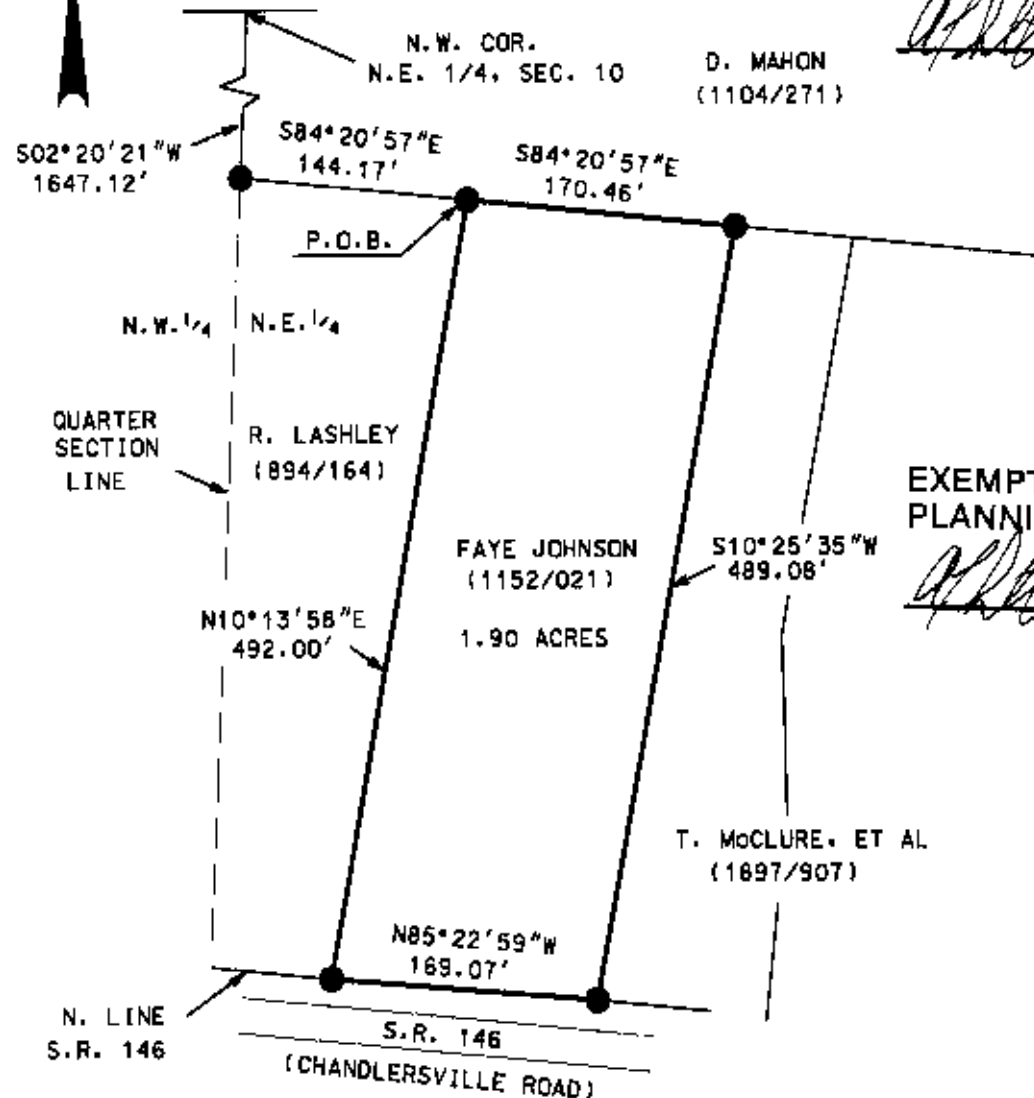 N.W. COR.
N.E. 1/4, SEC. 10
D. MAHON
(1104/271)
S02°20'21"W
1647.12'
S84°20'57"E
144.17'
S84°20'57"E
170.46'
P.O.B.
N.W.1/4
N.E.1/4
QUARTER
SECTION
LINE
R. LASHLEY
(894/164)
EXEMPT
PLANNI
FAYE JOHNSON
(1152/021)
1.90 ACRES
S10°25'35"W
489.08'
N10°13'58"E
492.00'
T. McCLURE, ET AL
(1697/907)
N85°22'59"W
169.07'
N. LINE
S.R. 146
S.R. 146
(CHANDLERSVILLE ROAD)